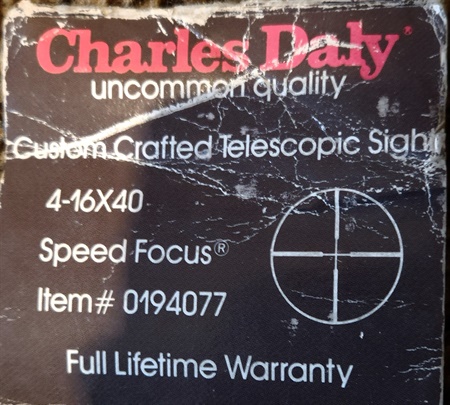 Charles Daly®
uncommon quality
Custom Crafted Telescopic Sight
4-16X40
Speed Focus®
Item# 0194077
Full Lifetime Warranty